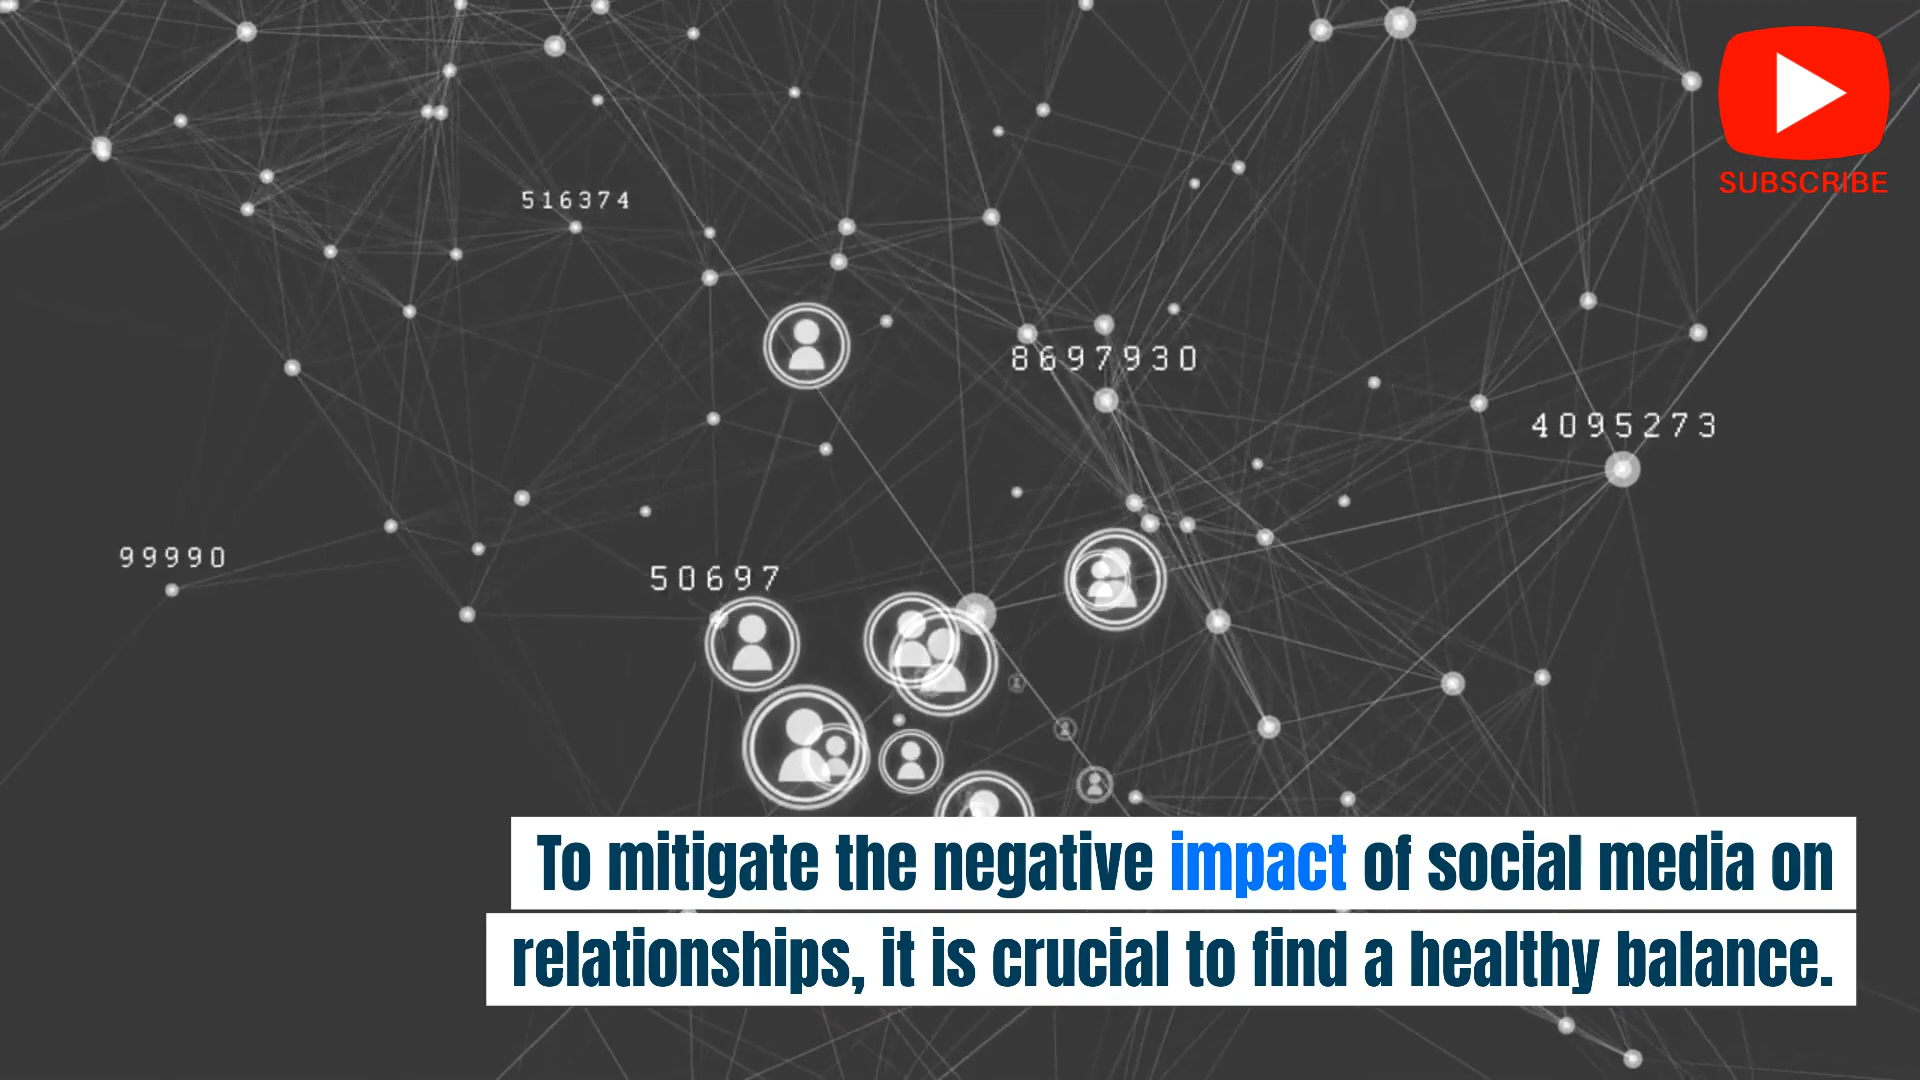 SUBSCRIBE
516374
8697930
4095273
99990
50697
To mitigate the negative impact of social media on
relationships, it is crucial to find a healthy balance.